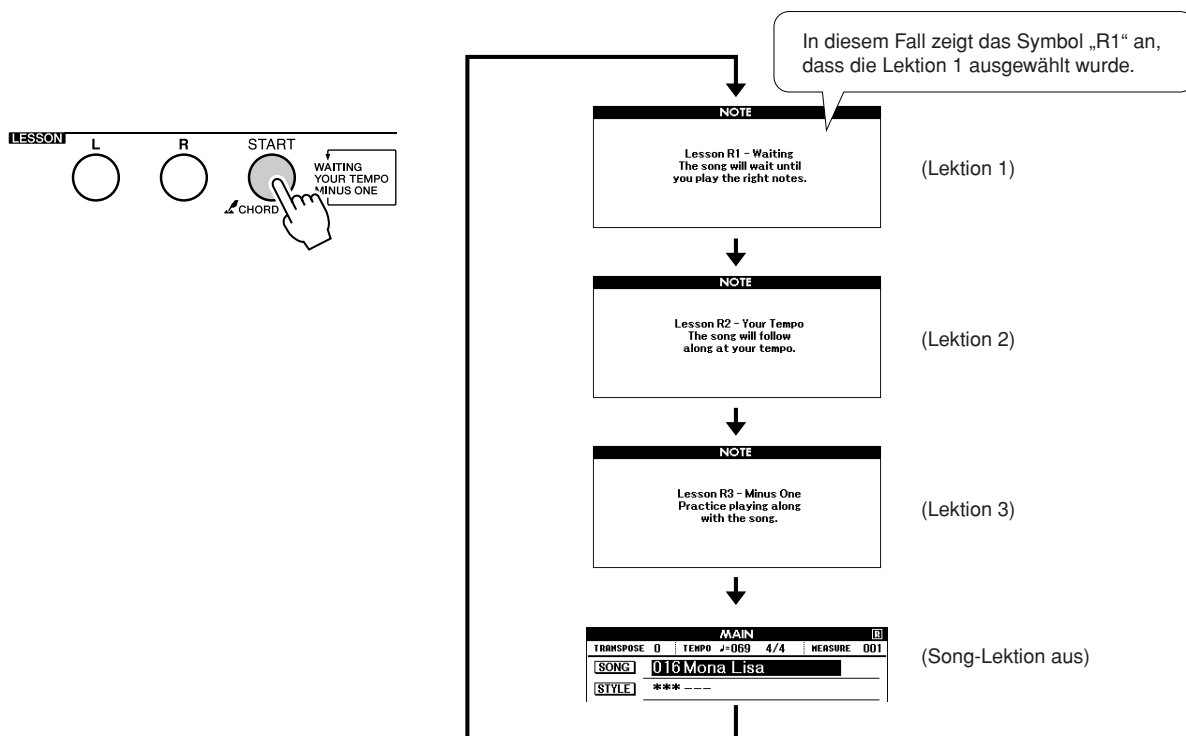 In diesem Fall zeigt das Symbol „R1“ an,
dass die Lektion 1 ausgewählt wurde.
LESSON
L
R
START
WAITING
YOUR TEMPO
MINUS ONE
CHORD
NOTE
Lesson R1 - Waiting
The song will wait until
you play the right notes.
(Lektion 1)
NOTE
Lesson R2 - Your Tempo
The song will follow
along at your tempo.
(Lektion 2)
NOTE
Lesson R3 - Minus One
Practice playing along
with the song.
(Lektion 3)
MAIN R
TRANSPOSE 0 TEMPO ♩=069 4/4 MEASURE 001
SONG 016 Mona Lisa
STYLE *** ---
(Song-Lektion aus)